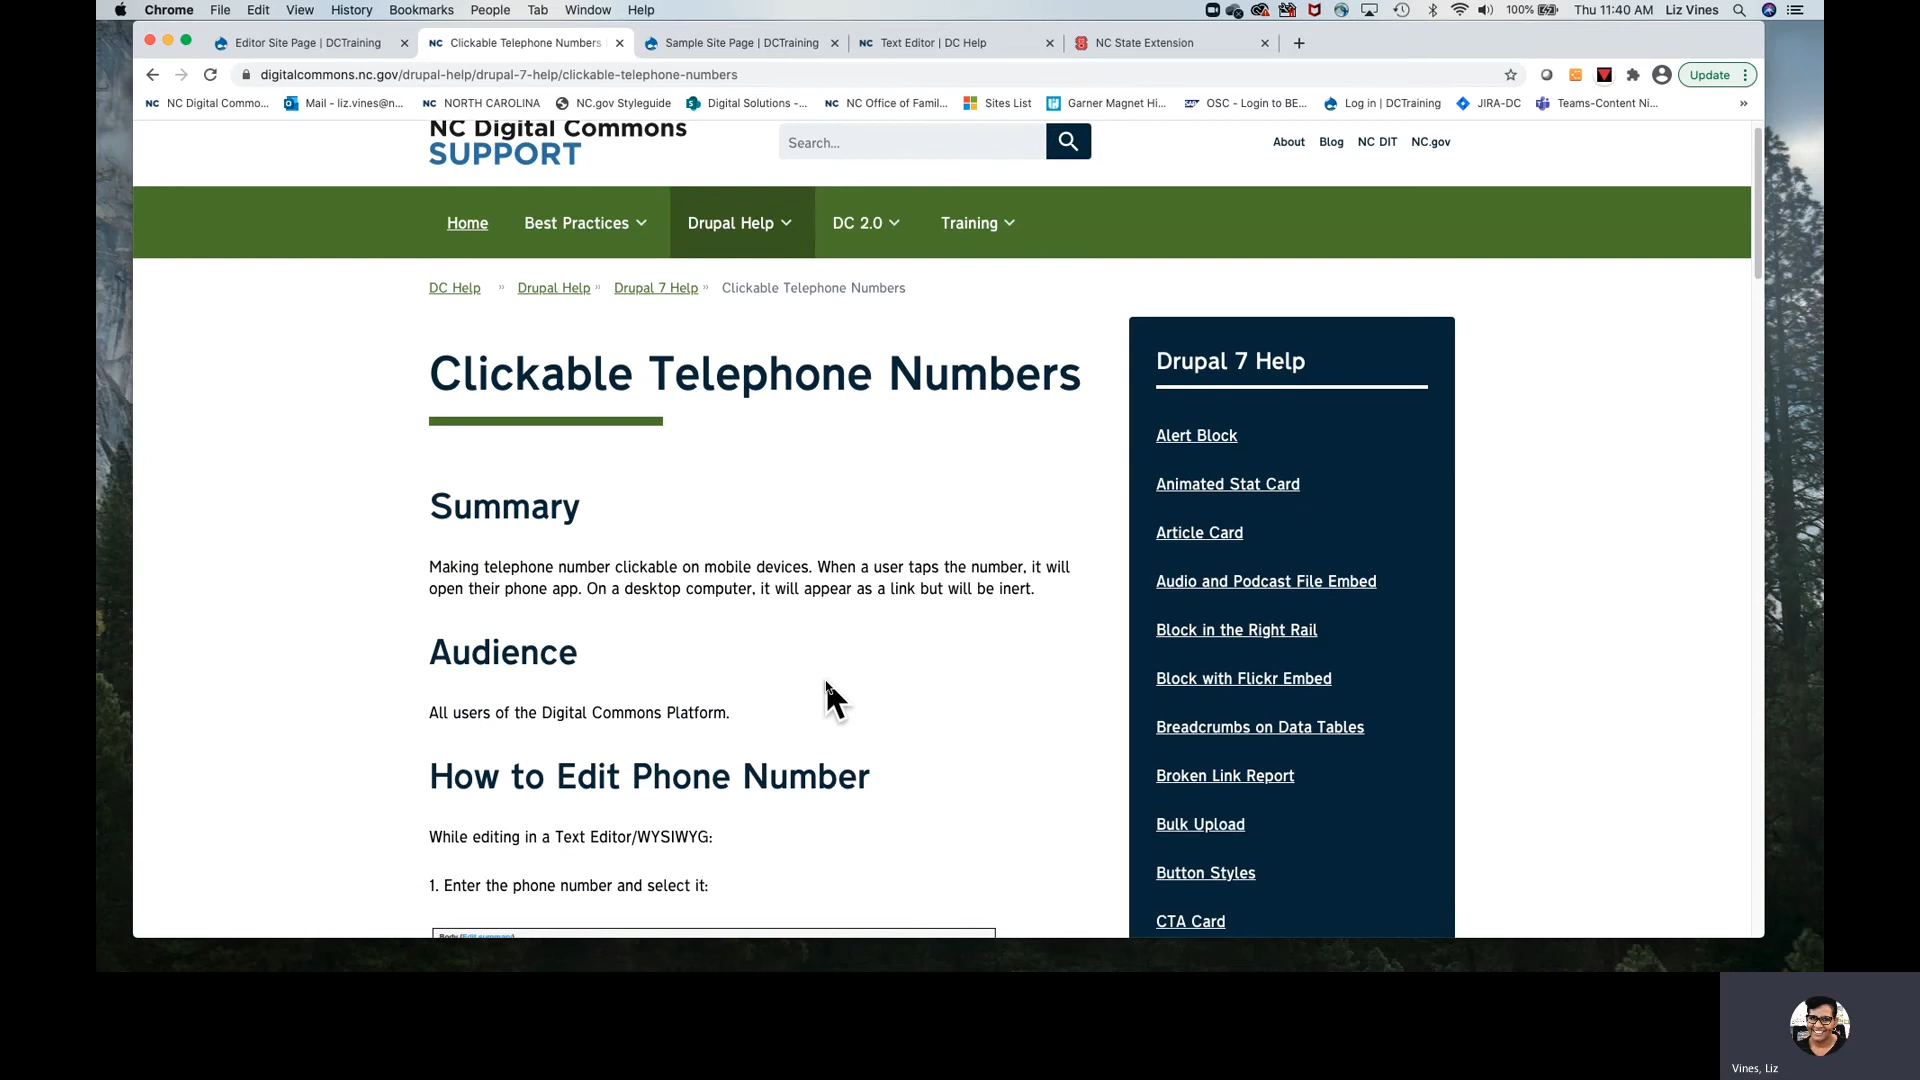 Chrome File Edit View History Bookmarks People Tab Window Help 100% Thu 11:40 AM Liz Vines
Editor Site Page | DCTraining Clickable Telephone Numbers Sample Site Page | DCTraining NC Text Editor | DC Help NC State Extension
digitalcommons.nc.gov/drupal-help/drupal-7-help/clickable-telephone-numbers Update
NC Digital Commo... Mail - liz.vines@n... NORTH CAROLINA NC.gov Styleguide Digital Solutions -... NC Office of Famil... Sites List Garner Magnet Hi... OSC - Login to BE... Log in | DCTraining JIRA-DC Teams-Content Ni... »
NC Digital Commons
SUPPORT
Search...
About Blog NC DIT NC.gov
Home Best Practices Drupal Help DC 2.0 Training
DC Help » Drupal Help » Drupal 7 Help » Clickable Telephone Numbers
Clickable Telephone Numbers
Summary
Making telephone number clickable on mobile devices. When a user taps the number, it will
open their phone app. On a desktop computer, it will appear as a link but will be inert.
Audience
All users of the Digital Commons Platform.
How to Edit Phone Number
While editing in a Text Editor/WYSIWYG:
1. Enter the phone number and select it:
Drupal 7 Help
Alert Block
Animated Stat Card
Article Card
Audio and Podcast File Embed
Block in the Right Rail
Block with Flickr Embed
Breadcrumbs on Data Tables
Broken Link Report
Bulk Upload
Button Styles
CTA Card
Vines, Liz